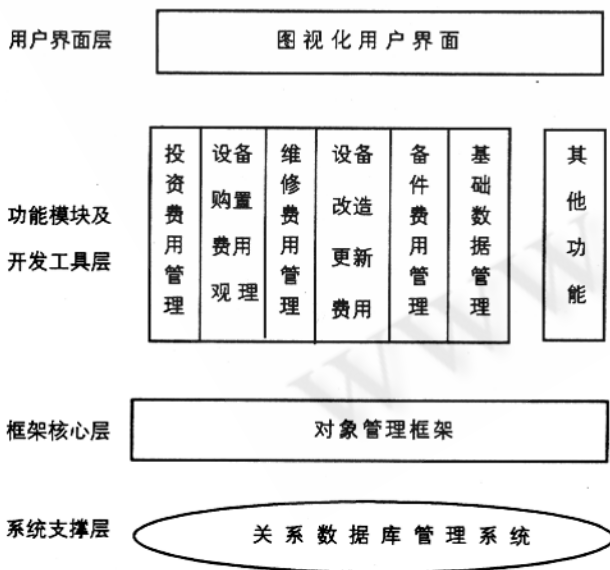 用户界面层
图视化用户界面
功能模块及
开发工具层
投资费用管理
设备
购置
费用
观理
维修费用管理
设备
改造
更新
费用
备件费用管理
基础数据管理
其他功能
框架核心层
对象管理框架
系统支撑层
关系数据库管理系统
WWW